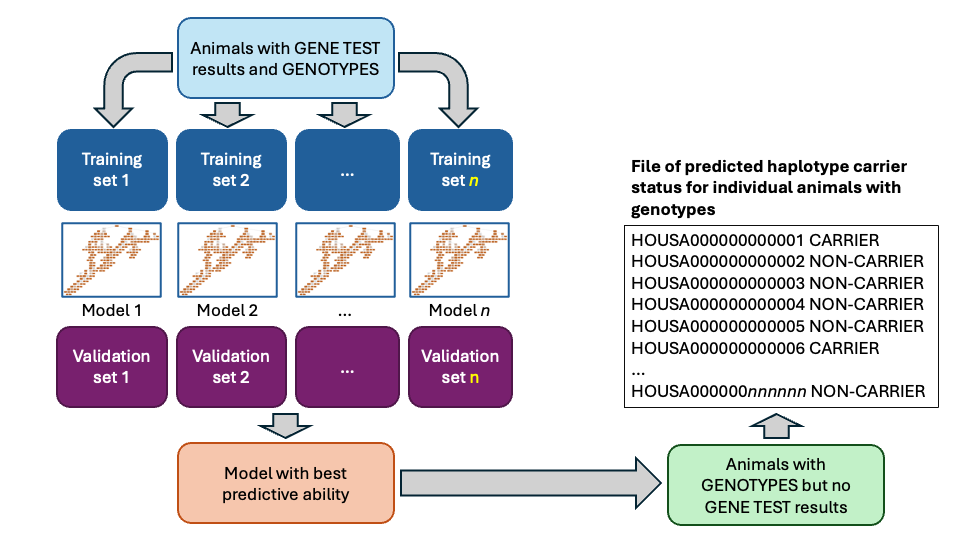 Animals with GENE TEST
results and GENOTYPES
Training
set 1
Training
set 2
...
Training
set n
Model 1
Model 2
...
Model n
Validation
set 1
Validation
set 2
...
Validation
set n
Model with best
predictive ability
Animals with
GENOTYPES but no
GENE TEST results
File of predicted haplotype carrier
status for individual animals with
genotypes
HOUSA000000000001 CARRIER
HOUSA000000000002 NON-CARRIER
HOUSA000000000003 NON-CARRIER
HOUSA000000000004 NON-CARRIER
HOUSA000000000005 NON-CARRIER
HOUSA000000000006 CARRIER
...
HOUSA000000nnnnnn NON-CARRIER